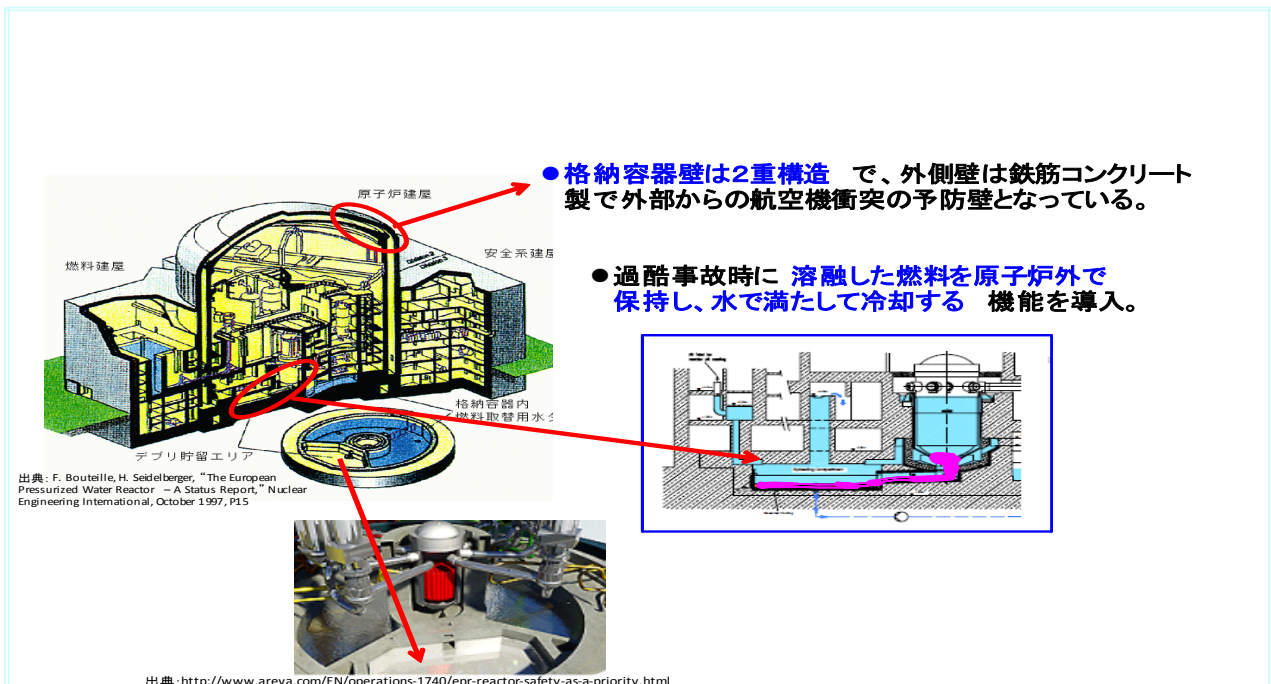 ●格納容器壁は2重構造 で、外側壁は鉄筋コンクリート
製で外部からの航空機衝突の予防壁となっている。
原子炉建屋
安全系建屋
燃料建屋
Division 2
Division 3
●過酷事故時に 溶融した燃料を原子炉外で
保持し、水で満たして冷却する 機能を導入。
格納容器内
燃料取替用水タ
デブリ貯留エリア
出典: F. Bouteille, H. Seidelberger, “The European
Pressurized Water Reactor – A Status Report,” Nuclear
Engineering International, October 1997, P15
出典:http://www.areva.com/EN/operations-1740/epr-reactor-safety-as-a-priority.html